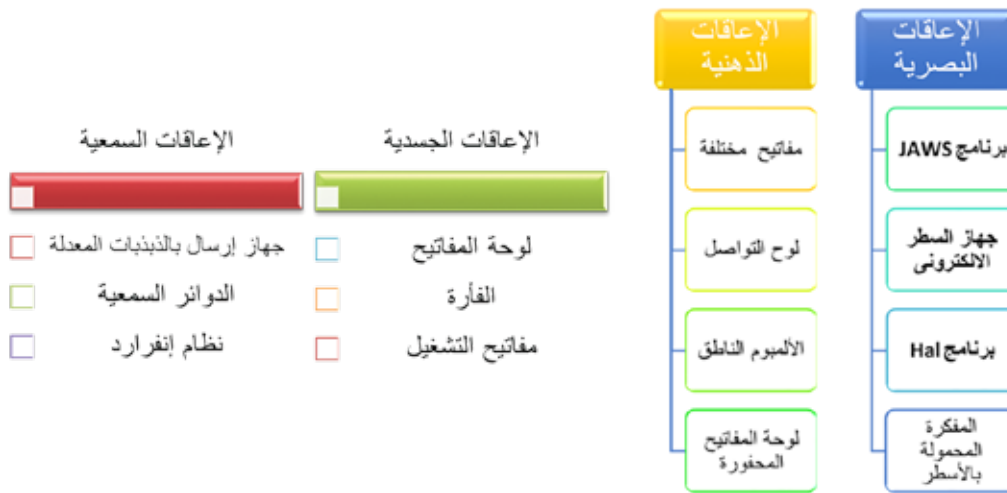 الإعاقات
البصرية
برنامج JAWS
جهاز السطر
الالكترونى
برنامج Hal
المفكرة
المحمولة
بالأسطر
الإعاقات
الذهنية
مفاتيح مختلفة
لوح التواصل
الألمبوم الناطق
لوحة المفاتيح
المحفورة
الإعاقات الجسدية
لوحة المفاتيح
الفأرة
مفاتيح التشغيل
الإعاقات السمعية
جهاز إرسال بالذبذبات المعدلة
الدوائر السمعية
نظام إنفرارد